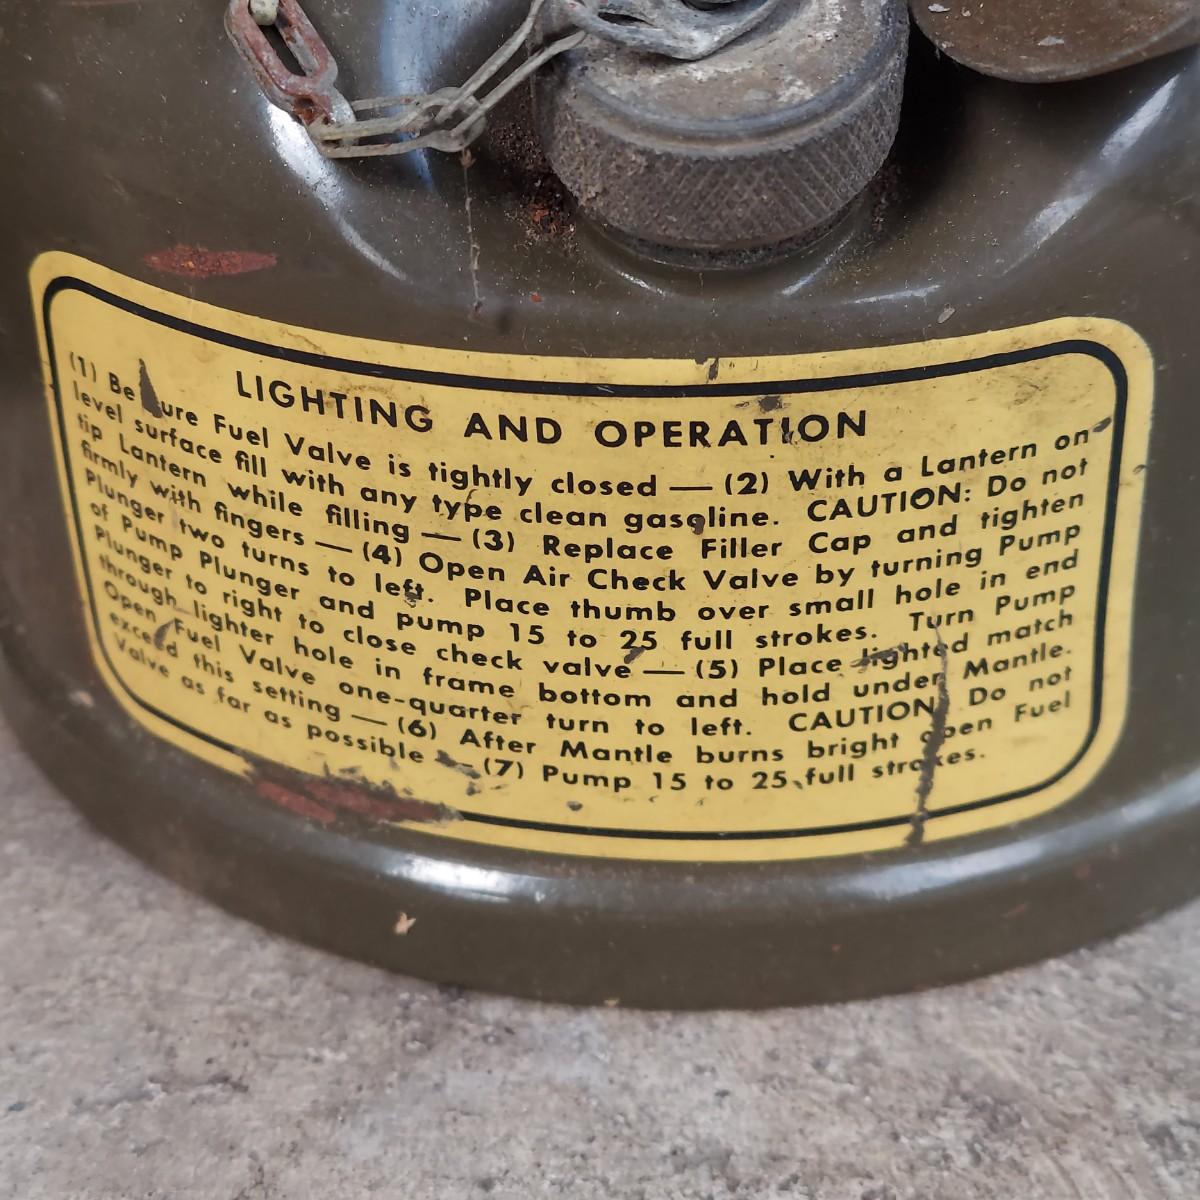 LIGHTING AND OPERATION
(1) Be sure Fuel Valve is tightly closed — (2) With a Lantern on
level surface fill with any type clean gasoline. CAUTION: Do not
tip Lantern while filling — (3) Replace Filler Cap and tighten
firmly with fingers — (4) Open Air Check Valve by turning Pump
Plunger two turns to left. Place thumb over small hole in end
of Pump Plunger and pump 15 to 25 full strokes. Turn Pump
Plunger to right to close check valve — (5) Place lighted match
through lighter hole in frame bottom and hold under Mantle.
Open Fuel Valve one-quarter turn to left. CAUTION: Do not
exceed this setting — (6) After Mantle burns bright open Fuel
Valve as far as possible — (7) Pump 15 to 25 full strokes.